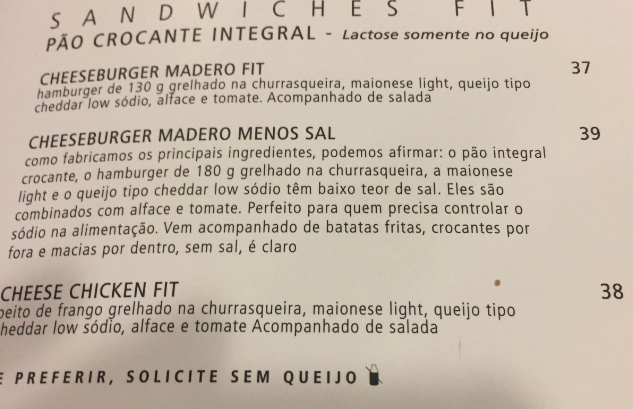 SANDWICHES FIT
PÃO CROCANTE INTEGRAL - Lactose somente no queijo
CHEESEBURGER MADERO FIT 37
hamburger de 130 g grelhado na churrasqueira, maionese light, queijo tipo
cheddar low sódio, alface e tomate. Acompanhado de salada
CHEESEBURGER MADERO MENOS SAL 39
como fabricamos os principais ingredientes, podemos afirmar: o pão integral
crocante, o hamburger de 180 g grelhado na churrasqueira, a maionese
light e o queijo tipo cheddar low sódio têm baixo teor de sal. Eles são
combinados com alface e tomate. Perfeito para quem precisa controlar o
sódio na alimentação. Vem acompanhado de batatas fritas, crocantes por
fora e macias por dentro, sem sal, é claro
CHEESE CHICKEN FIT 38
peito de frango grelhado na churrasqueira, maionese light, queijo tipo
heddar low sódio, alface e tomate Acompanhado de salada
E PREFERIR, SOLICITE SEM QUEIJO